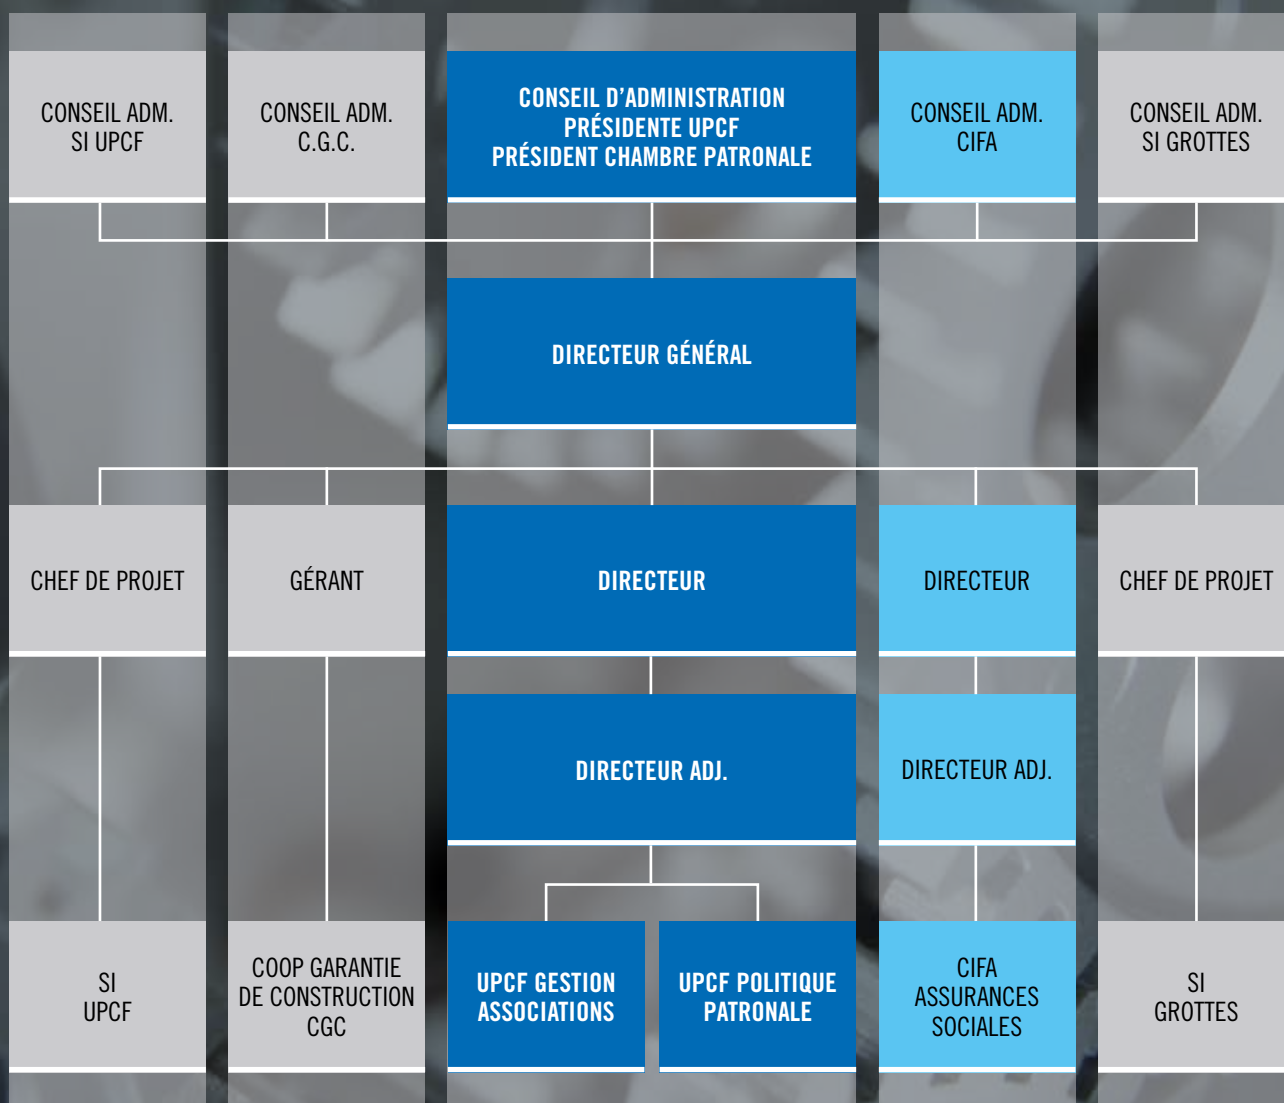 CONSEIL ADM.
SI UPCF
CONSEIL ADM.
C.G.C.
CONSEIL D'ADMINISTRATION
PRÉSIDENTE UPCF
PRÉSIDENT CHAMBRE PATRONALE
CONSEIL ADM.
CIFA
CONSEIL ADM.
SI GROTTES
DIRECTEUR GÉNÉRAL
CHEF DE PROJET
GÉRANT
DIRECTEUR
DIRECTEUR
CHEF DE PROJET
DIRECTEUR ADJ.
DIRECTEUR ADJ.
SI
UPCF
COOP GARANTIE
DE CONSTRUCTION
CGC
UPCF GESTION
ASSOCIATIONS
UPCF POLITIQUE
PATRONALE
CIFA
ASSURANCES
SOCIALES
SI
GROTTES